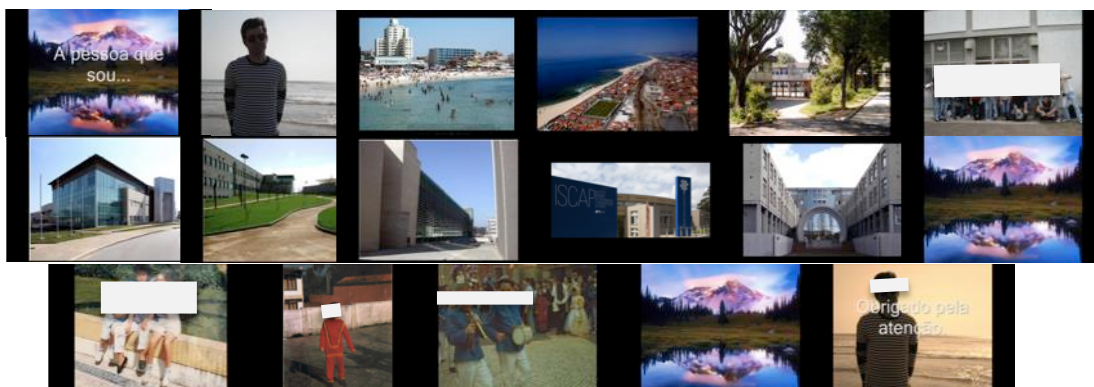 A pessoa que
sou...
ISCAP
Obrigado pela
atenção.